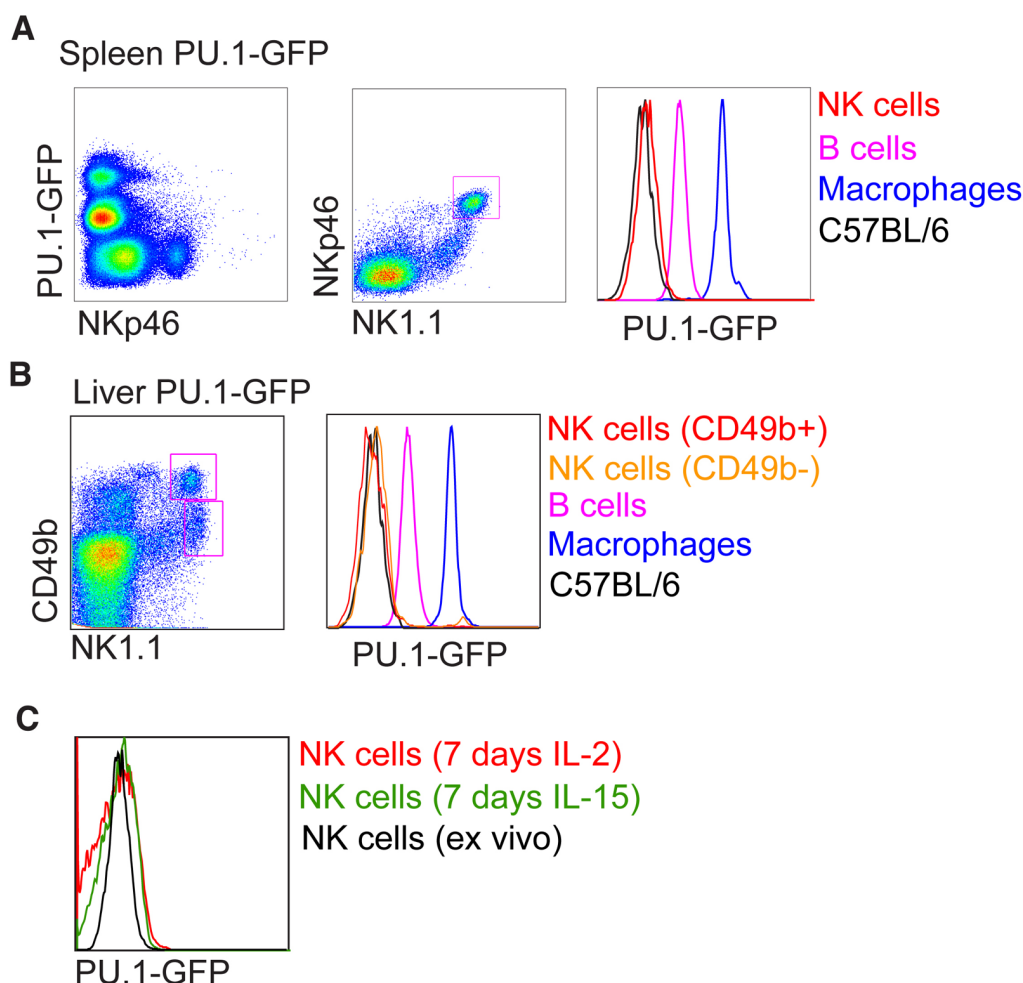 A
Spleen PU.1-GFP
PU.1-GFP
NKp46
NKp46
NK1.1
PU.1-GFP
NK cells
B cells
Macrophages
C57BL/6
B
Liver PU.1-GFP
CD49b
NK1.1
PU.1-GFP
NK cells (CD49b+)
NK cells (CD49b-)
B cells
Macrophages
C57BL/6
C
PU.1-GFP
NK cells (7 days IL-2)
NK cells (7 days IL-15)
NK cells (ex vivo)